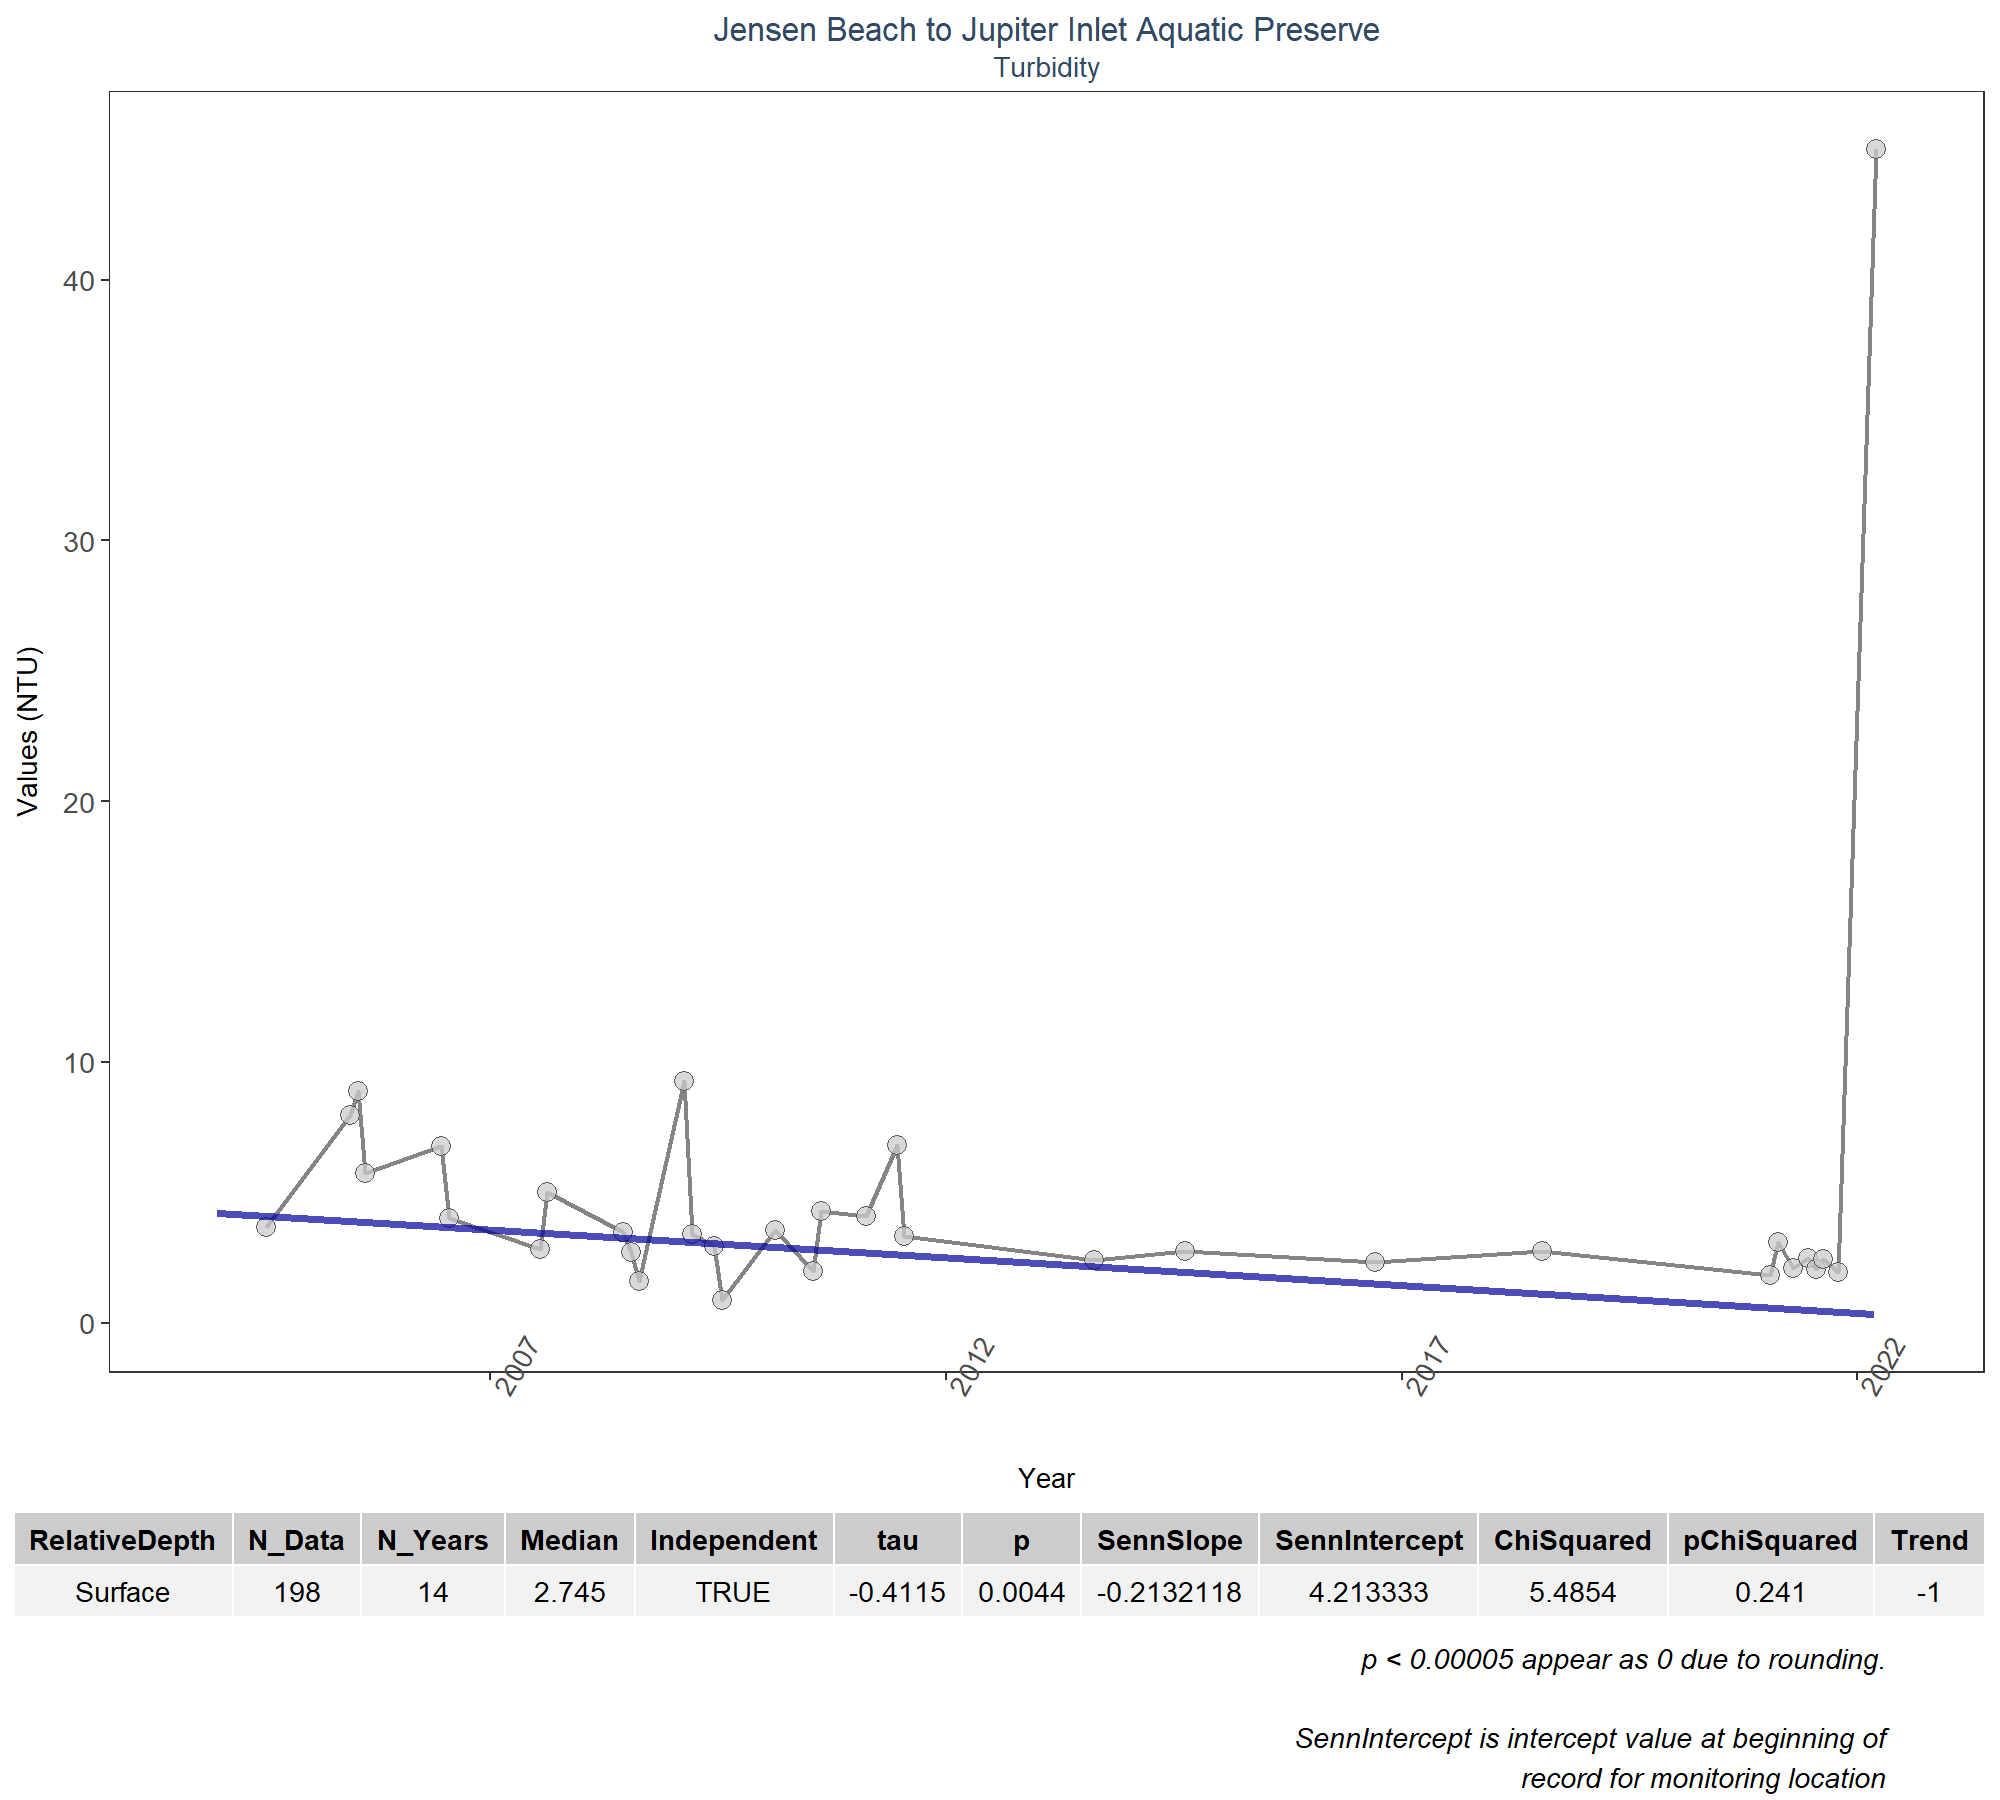 Jensen Beach to Jupiter Inlet Aquatic Preserve
Turbidity
Values (NTU)
40
30
20
10
0
2007
2012
2017
2022
Year
RelativeDepth N_Data N_Years Median Independent tau p SennSlope SennIntercept ChiSquared pChiSquared Trend
Surface 198 14 2.745 TRUE -0.4115 0.0044 -0.2132118 4.213333 5.4854 0.241 -1
p < 0.00005 appear as 0 due to rounding.
SennIntercept is intercept value at beginning of
record for monitoring location